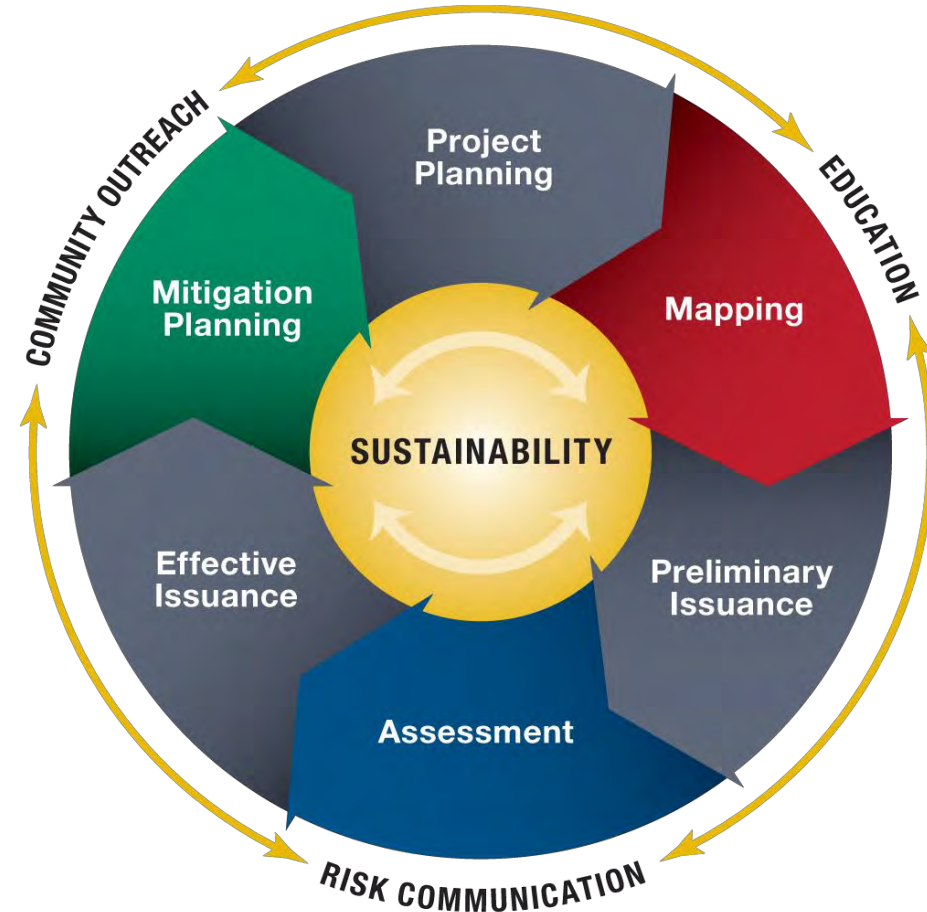 COMMUNITY OUTREACH
EDUCATION
RISK COMMUNICATION
Project
Planning
Mapping
Preliminary
Issuance
Assessment
Effective
Issuance
Mitigation
Planning
SUSTAINABILITY